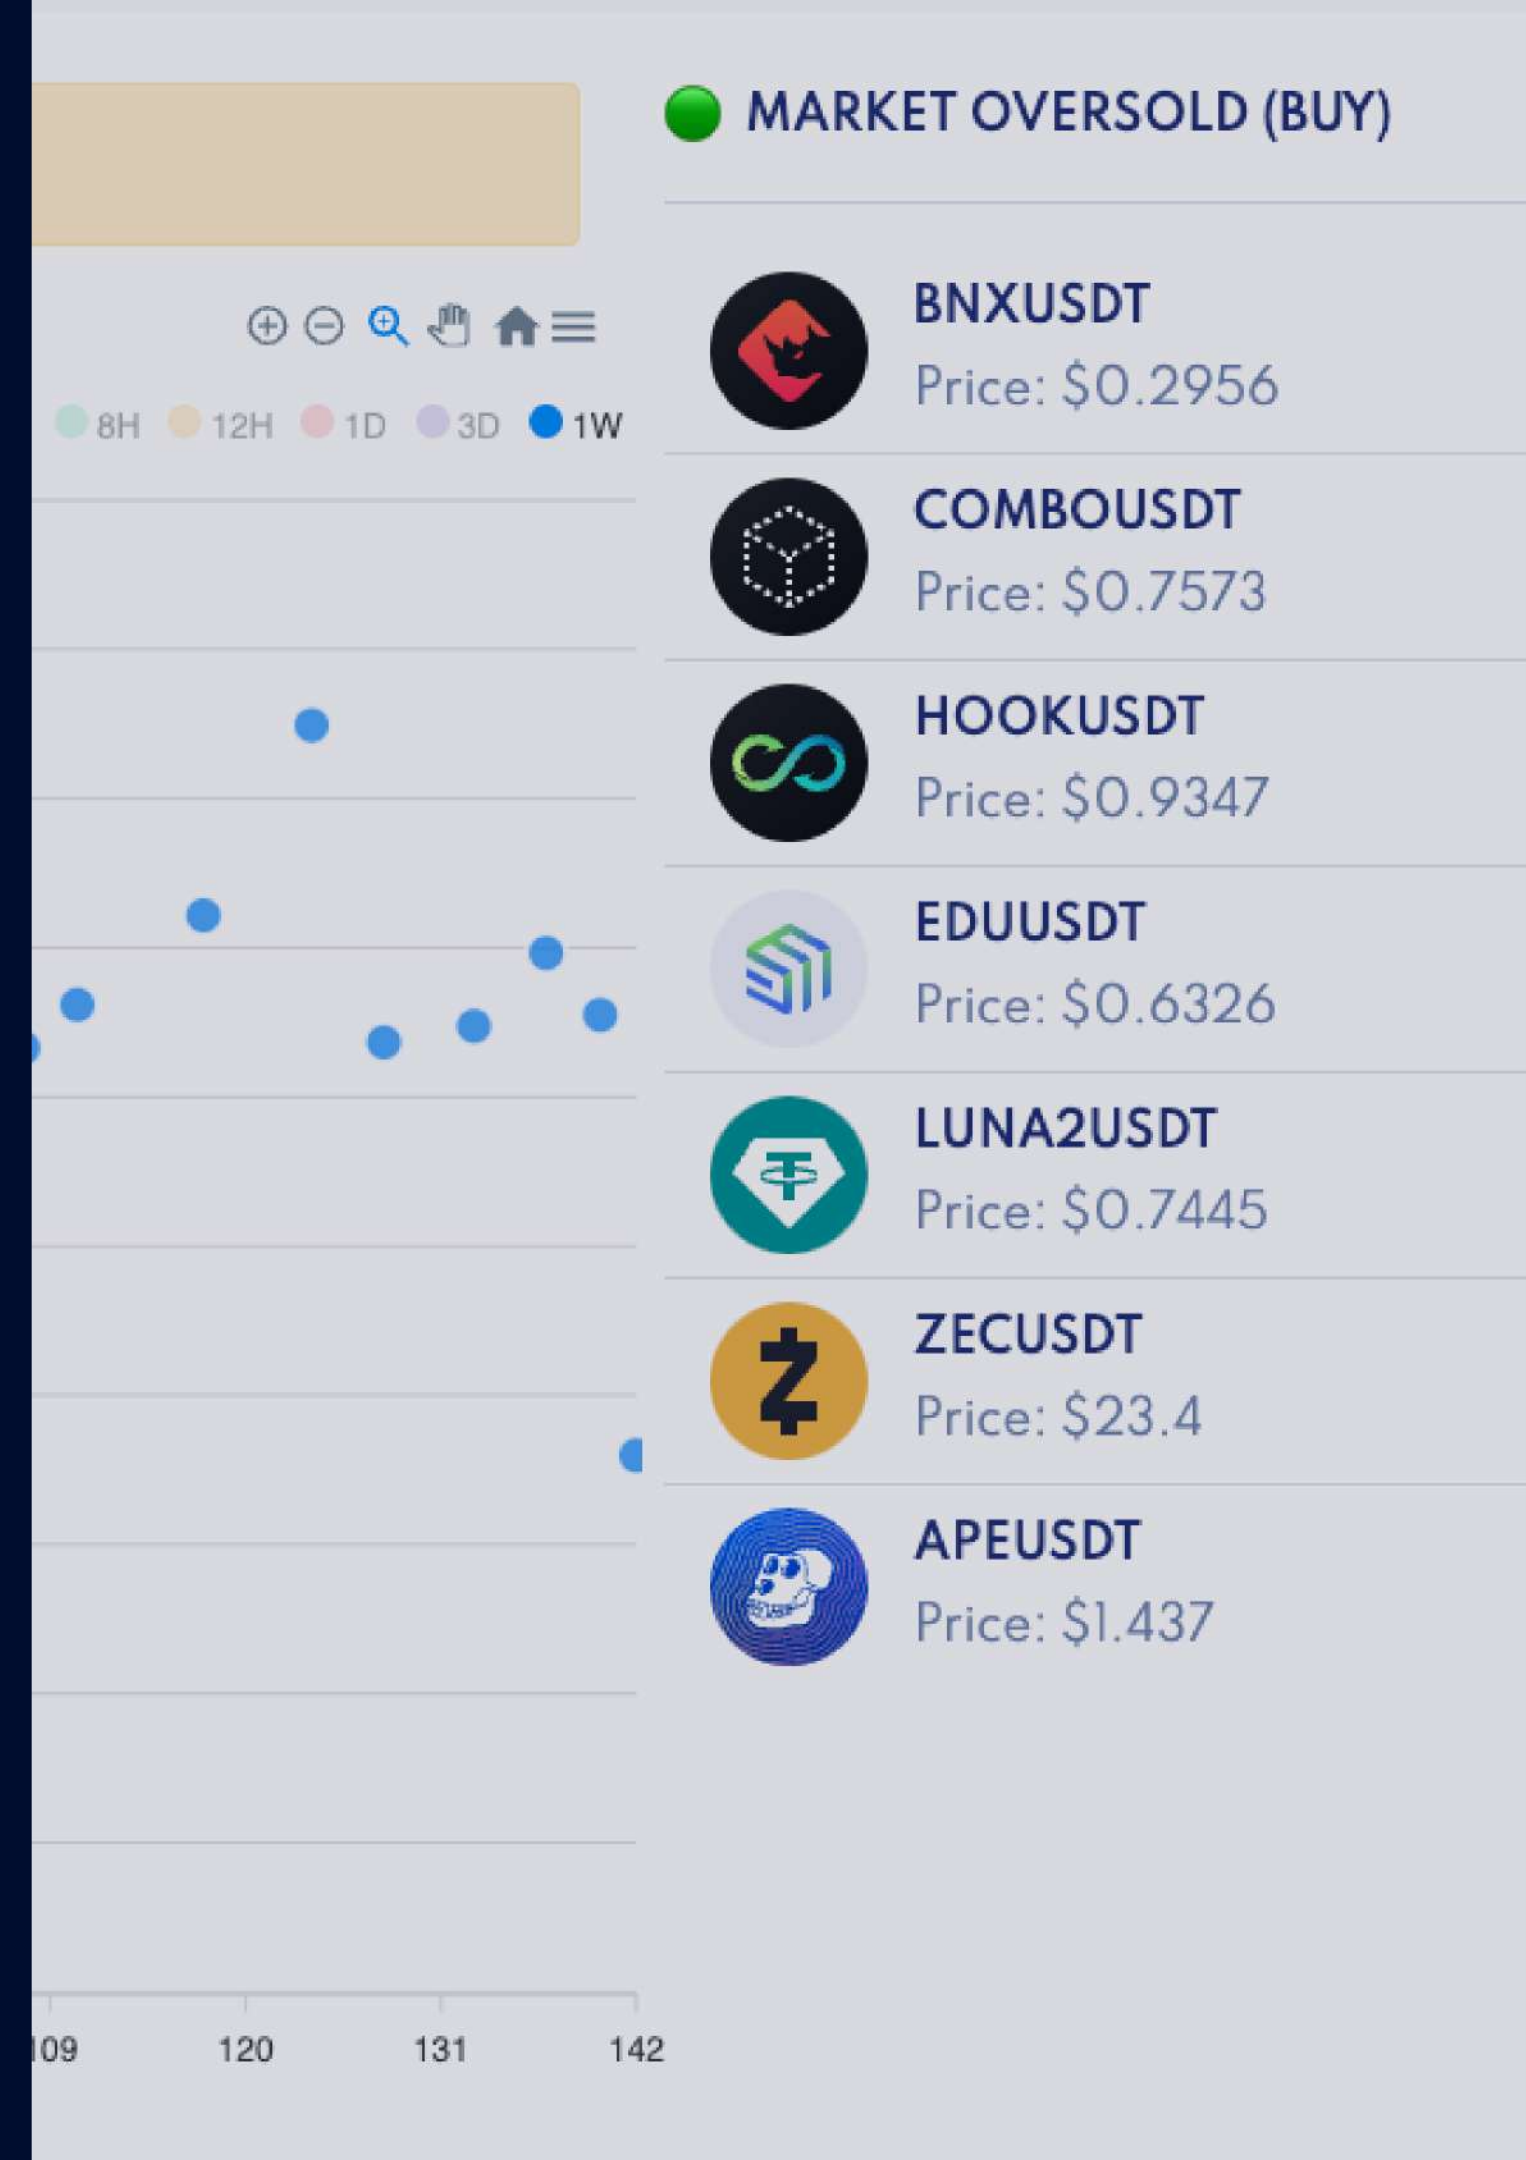 MARKET OVERSOLD (BUY)
8H 12H 1D 3D 1W
BNXUSDT
Price: $0.2956
COMBOUSDT
Price: $0.7573
HOOKUSDT
Price: $0.9347
EDUUSDT
Price: $0.6326
LUNA2USDT
Price: $0.7445
ZECUSDT
Price: $23.4
APEUSDT
Price: $1.437
109 120 131 142